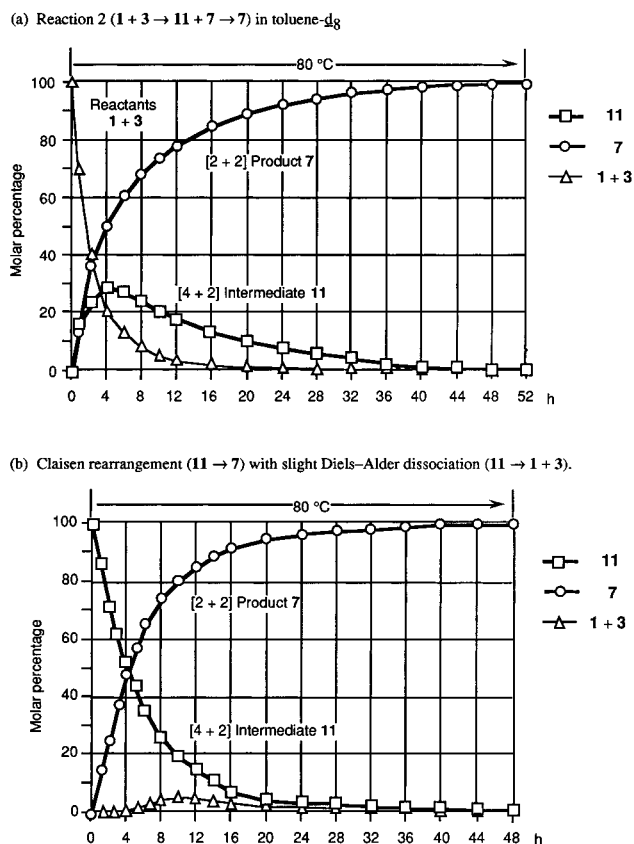 (a) Reaction 2 (1 + 3 → 11 + 7 → 7) in toluene-d8
80 °C
100
80
60
40
20
0
Molar percentage
Reactants
1 + 3
[2 + 2] Product 7
[4 + 2] Intermediate 11
11
7
1 + 3
0 4 8 12 16 20 24 28 32 36 40 44 48 52 h
(b) Claisen rearrangement (11 → 7) with slight Diels–Alder dissociation (11 → 1 + 3).
80 °C
100
80
60
40
20
0
Molar percentage
[2 + 2] Product 7
[4 + 2] Intermediate 11
11
7
1 + 3
0 4 8 12 16 20 24 28 32 36 40 44 48 h